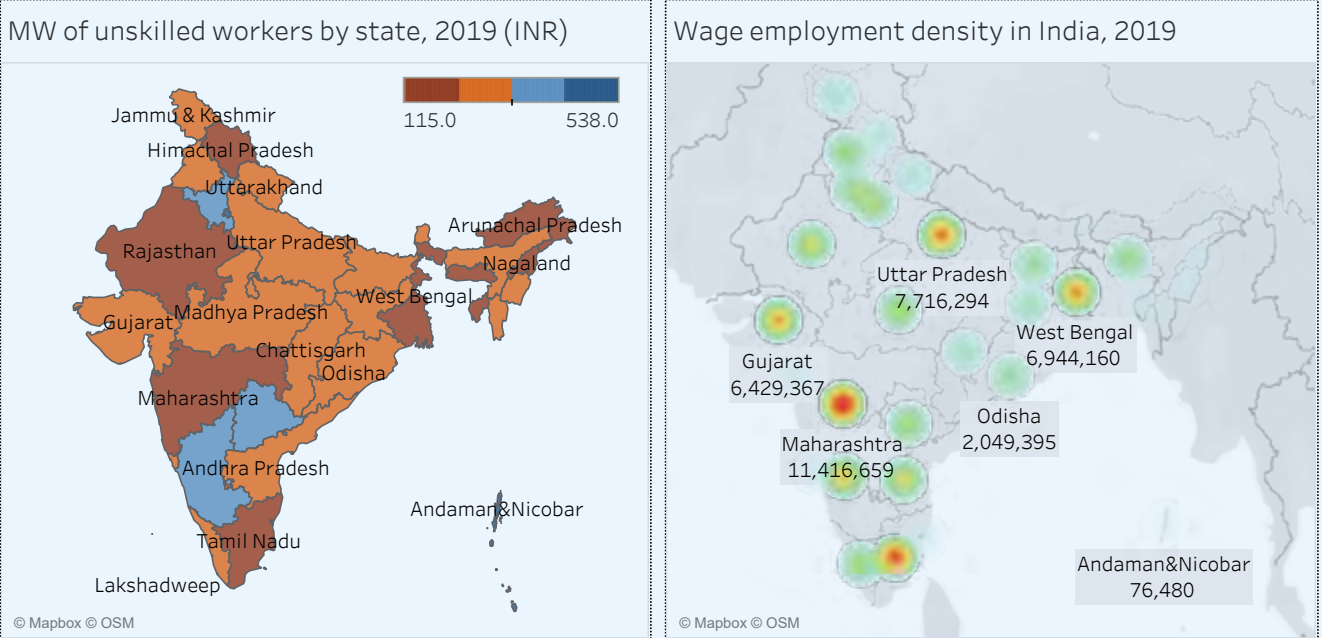 MW of unskilled workers by state, 2019 (INR)
115.0
538.0
Jammu & Kashmir
Himachal Pradesh
Uttarakhand
Arunachal Pradesh
Rajasthan
Uttar Pradesh
Nagaland
West Bengal
Gujarat
Madhya Pradesh
Chattisgarh
Odisha
Maharashtra
Andhra Pradesh
Andaman&Nicobar
Tamil Nadu
Lakshadweep
© Mapbox © OSM
Wage employment density in India, 2019
Uttar Pradesh
7,716,294
West Bengal
6,944,160
Gujarat
6,429,367
Odisha
2,049,395
Maharashtra
11,416,659
Andaman&Nicobar
76,480
© Mapbox © OSM